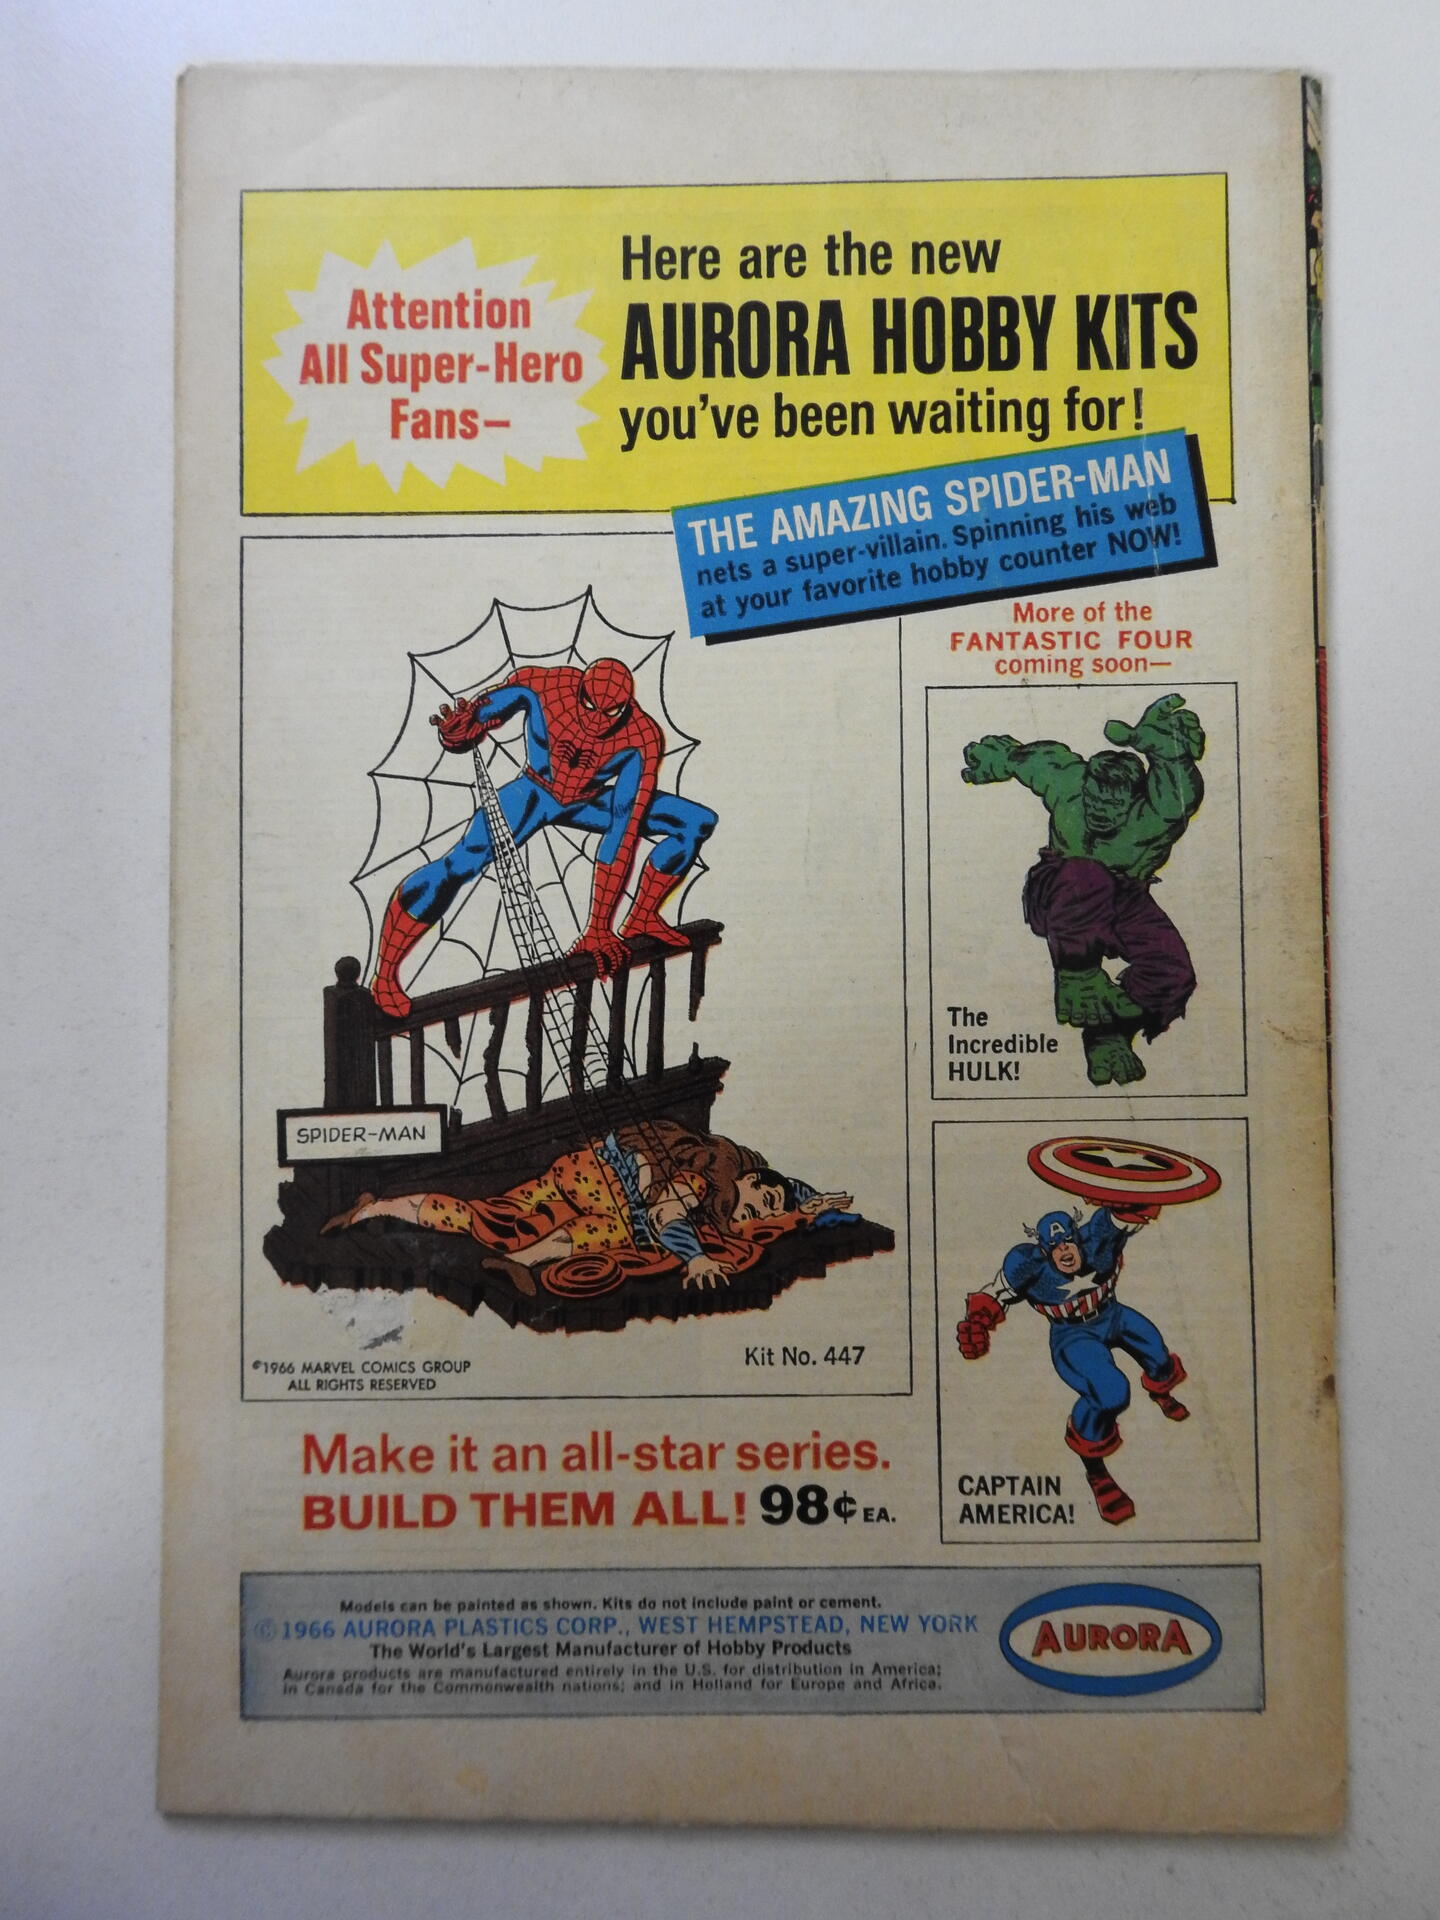 Attention
All Super-Hero
Fans—
Here are the new
AURORA HOBBY KITS
you've been waiting for!
THE AMAZING SPIDER-MAN
nets a super-villain. Spinning his web
at your favorite hobby counter NOW!
More of the
FANTASTIC FOUR
coming soon—
The
Incredible
HULK!
SPIDER-MAN
A
©1966 MARVEL COMICS GROUP
ALL RIGHTS RESERVED
Kit No. 447
CAPTAIN
AMERICA!
Make it an all-star series.
BUILD THEM ALL! 98¢ EA.
Models can be painted as shown. Kits do not include paint or cement.
© 1966 AURORA PLASTICS CORP., WEST HEMPSTEAD, NEW YORK
The World's Largest Manufacturer of Hobby Products
Aurora products are manufactured entirely in the U.S. for distribution in America;
in Canada for the Commonwealth nations; and in Holland for Europe and Africa.
AURORA